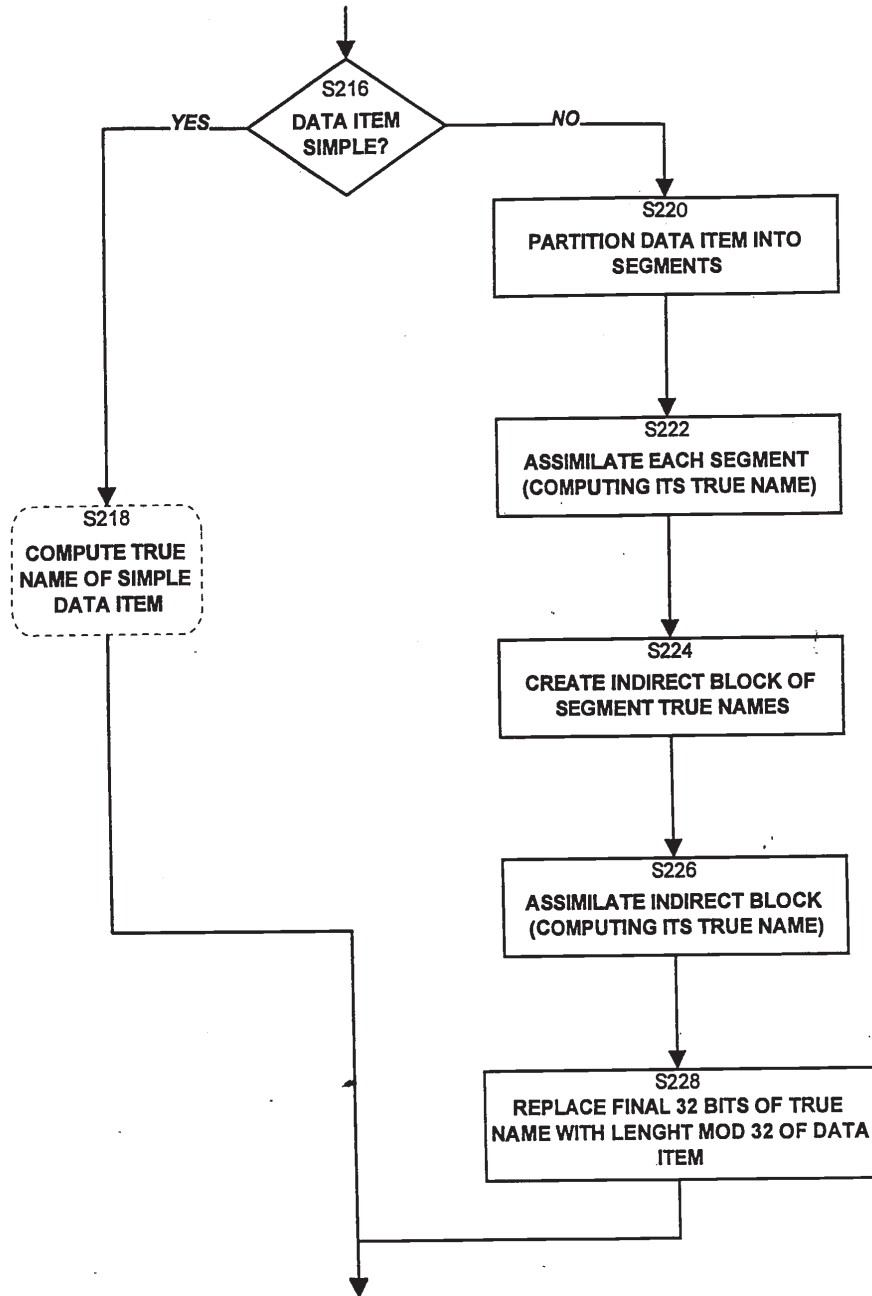 S216
DATA ITEM
SIMPLE?
YES
NO
S220
PARTITION DATA ITEM INTO
SEGMENTS
S222
ASSIMILATE EACH SEGMENT
(COMPUTING ITS TRUE NAME)
S218
COMPUTE TRUE
NAME OF SIMPLE
DATA ITEM
S224
CREATE INDIRECT BLOCK OF
SEGMENT TRUE NAMES
S226
ASSIMILATE INDIRECT BLOCK
(COMPUTING ITS TRUE NAME)
S228
REPLACE FINAL 32 BITS OF TRUE
NAME WITH LENGHT MOD 32 OF DATA
ITEM